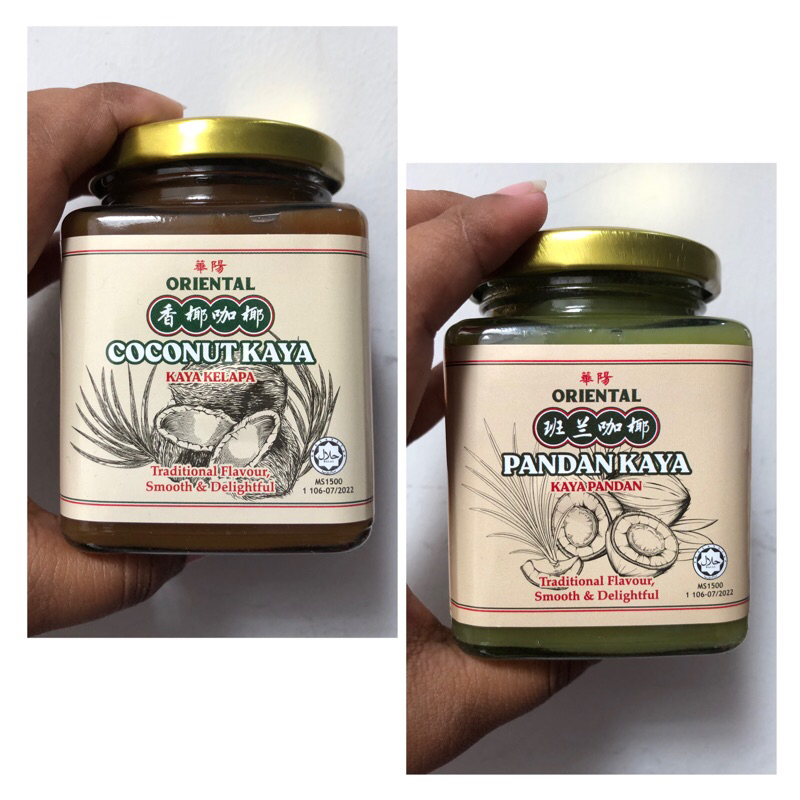 華陽
ORIENTAL
香椰咖椰
COCONUT KAYA
KAYA KELAPA
Traditional Flavour,
Smooth & Delightful
حلال
MS1500
1 106-07/2022
華陽
ORIENTAL
班兰咖椰
PANDAN KAYA
KAYA PANDAN
Traditional Flavour,
Smooth & Delightful
حلال
MS1500
1 106-07/2022